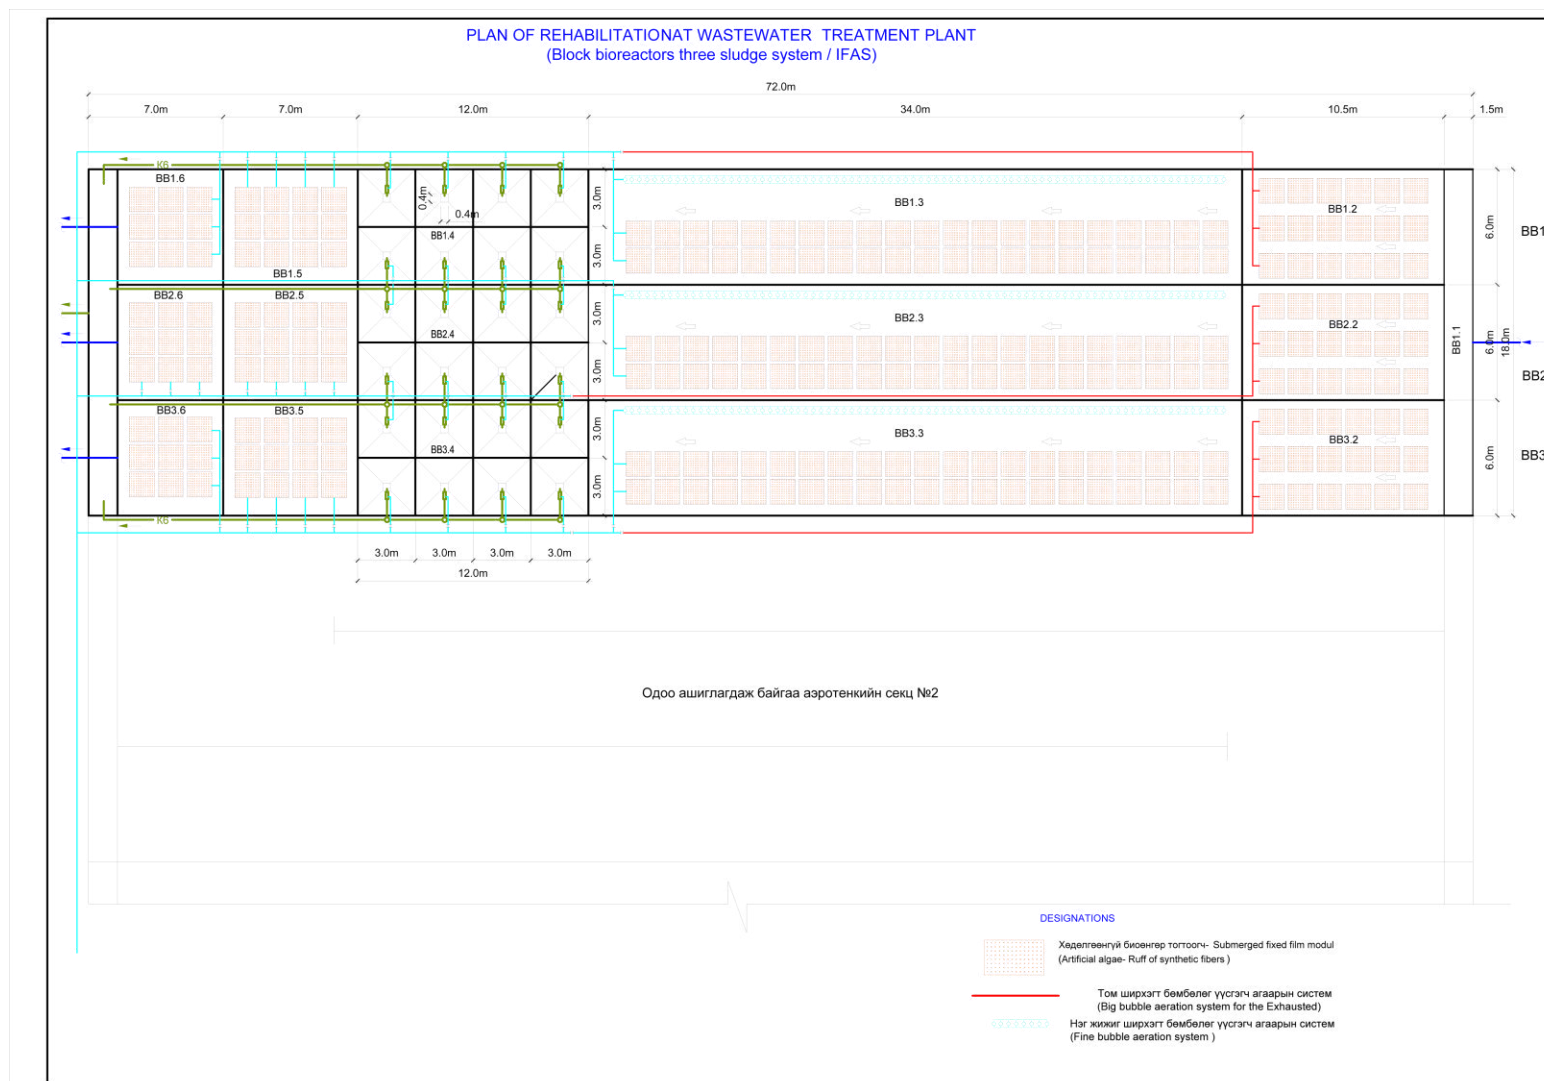 PLAN OF REHABILITATIONAT WASTEWATER TREATMENT PLANT
(Block bioreactors three sludge system / IFAS)
72.0m
7.0m 7.0m 12.0m 34.0m 10.5m 1.5m
K6
BB1.6
BB1.3
BB1.2
0.4m
0.4m
3.0m
BB1.4
3.0m
6.0m
BB1
BB1.5
BB2.6 BB2.5
BB2.3
BB2.2
3.0m
BB2.4
3.0m
BB1.1
6.0m
18.0m
BB2
BB3.6 BB3.5
BB3.3
BB3.2
3.0m
BB3.4
3.0m
6.0m
BB3
K6
3.0m 3.0m 3.0m 3.0m
12.0m
Одоо ашиглагдаж байгаа аэротенкийн секц №2
DESIGNATIONS
Хөдөлгөөнгүй биоөнгөр тогтоогч- Submerged fixed film modul
(Artificial algae- Ruff of synthetic fibers )
Том ширхэгт бөмбөлөг үүсгэгч агаарын систем
(Big bubble aeration system for the Exhausted)
Нэг жижиг ширхэгт бөмбөлөг үүсгэгч агаарын систем
(Fine bubble aeration system )